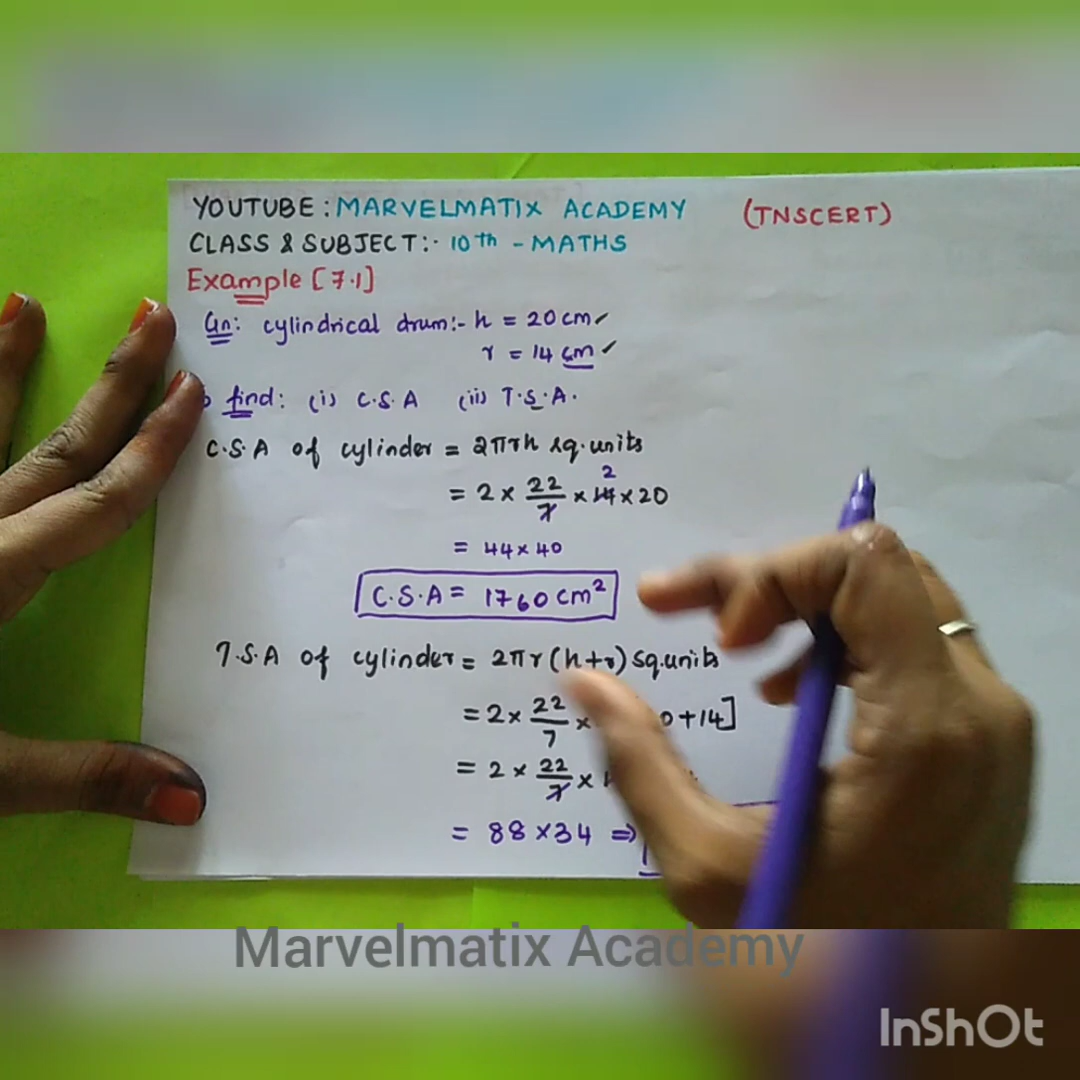 YOUTUBE : MARVELMATIX ACADEMY (TNSCERT)
CLASS & SUBJECT :- 10th - MATHS
Example [7.1]
Gn: cylindrical drum:- h = 20 cm ✓
r = 14 cm ✓
find: (i) C.S.A (ii) T.S.A.
C.S.A of cylinder = 2πrh sq.units
= 2 × 22/7 × 14 × 20
2
= 44 × 40
C.S.A = 1760 cm²
T.S.A of cylinder = 2πr (h+r) sq.units
= 2 × 22/7 × +14]
= 2 × 22/7 ×
= 88 × 34 ⇒
Marvelmatix Academy
InShOt